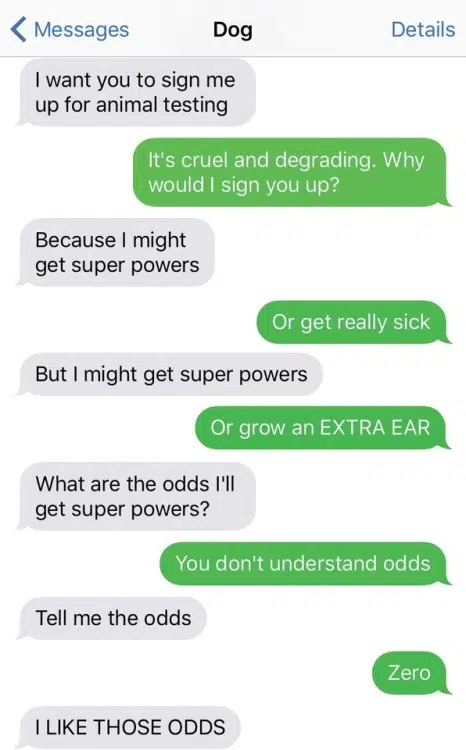 Messages Dog Details
I want you to sign me
up for animal testing
It's cruel and degrading. Why
would I sign you up?
Because I might
get super powers
Or get really sick
But I might get super powers
Or grow an EXTRA EAR
What are the odds I'll
get super powers?
You don't understand odds
Tell me the odds
Zero
I LIKE THOSE ODDS